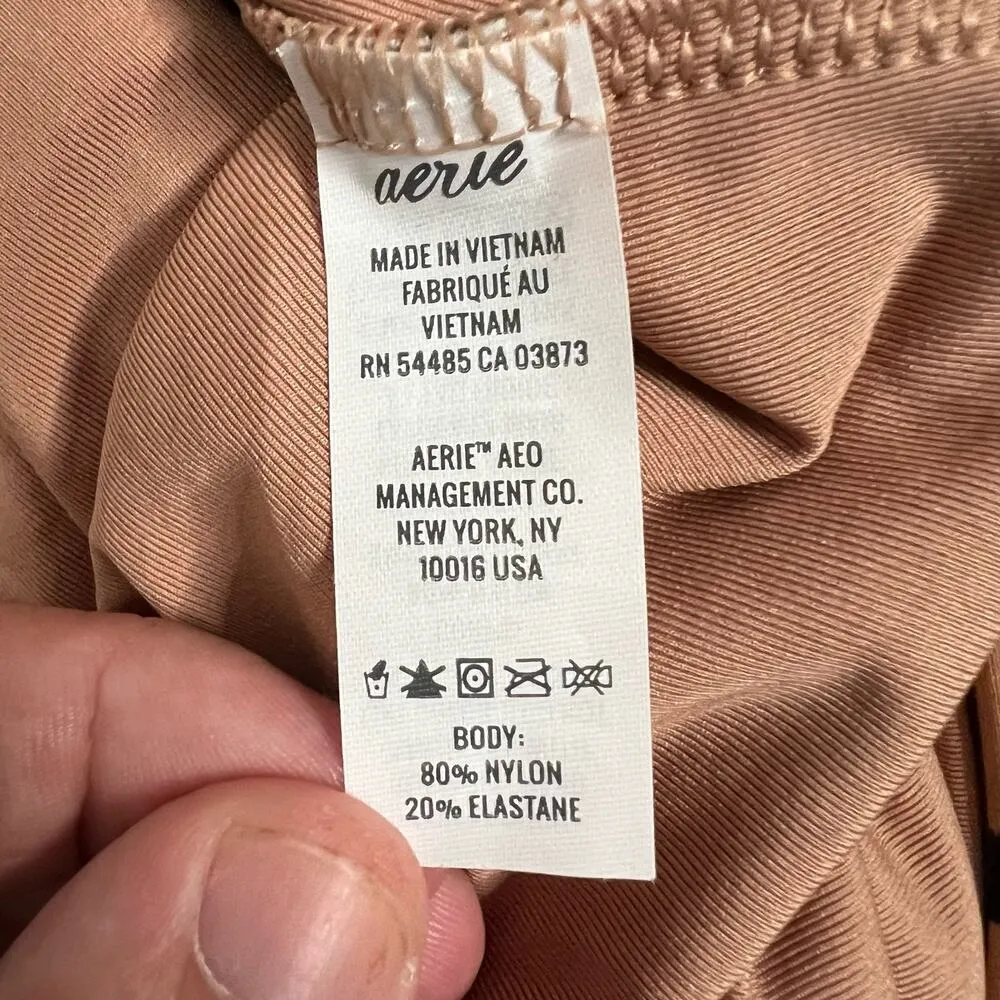 aerie
MADE IN VIETNAM
FABRIQUÉ AU
VIETNAM
RN 54485 CA 03873
AERIE™ AEO
MANAGEMENT CO.
NEW YORK, NY
10016 USA
BODY:
80% NYLON
20% ELASTANE